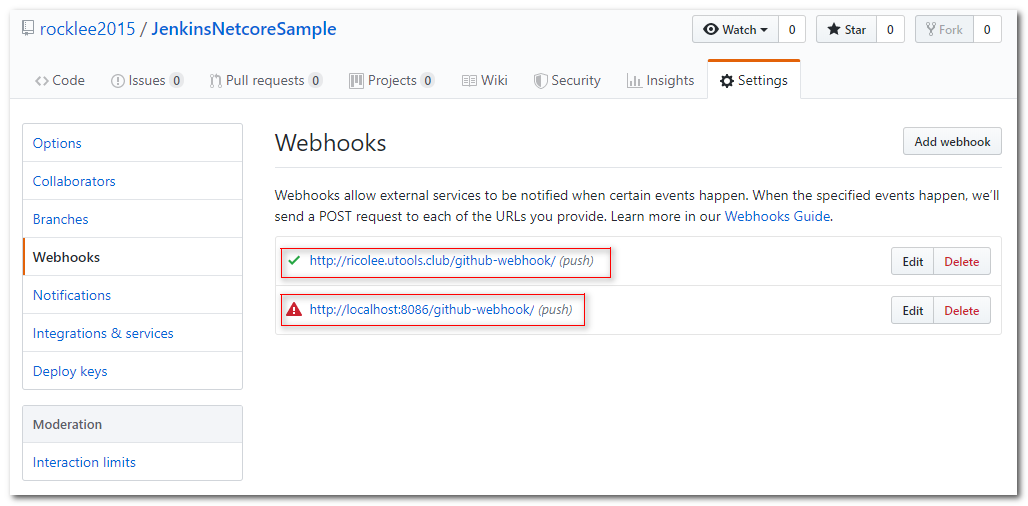 rocklee2015 / JenkinsNetcoreSample
Watch 0 Star 0 Fork 0
Code Issues 0 Pull requests 0 Projects 0 Wiki Security Insights Settings
Options
Collaborators
Branches
Webhooks
Notifications
Integrations & services
Deploy keys
Moderation
Interaction limits
Webhooks
Add webhook
Webhooks allow external services to be notified when certain events happen. When the specified events happen, we'll
send a POST request to each of the URLs you provide. Learn more in our Webhooks Guide.
http://ricolee.utools.club/github-webhook/ (push) Edit Delete
http://localhost:8086/github-webhook/ (push) Edit Delete